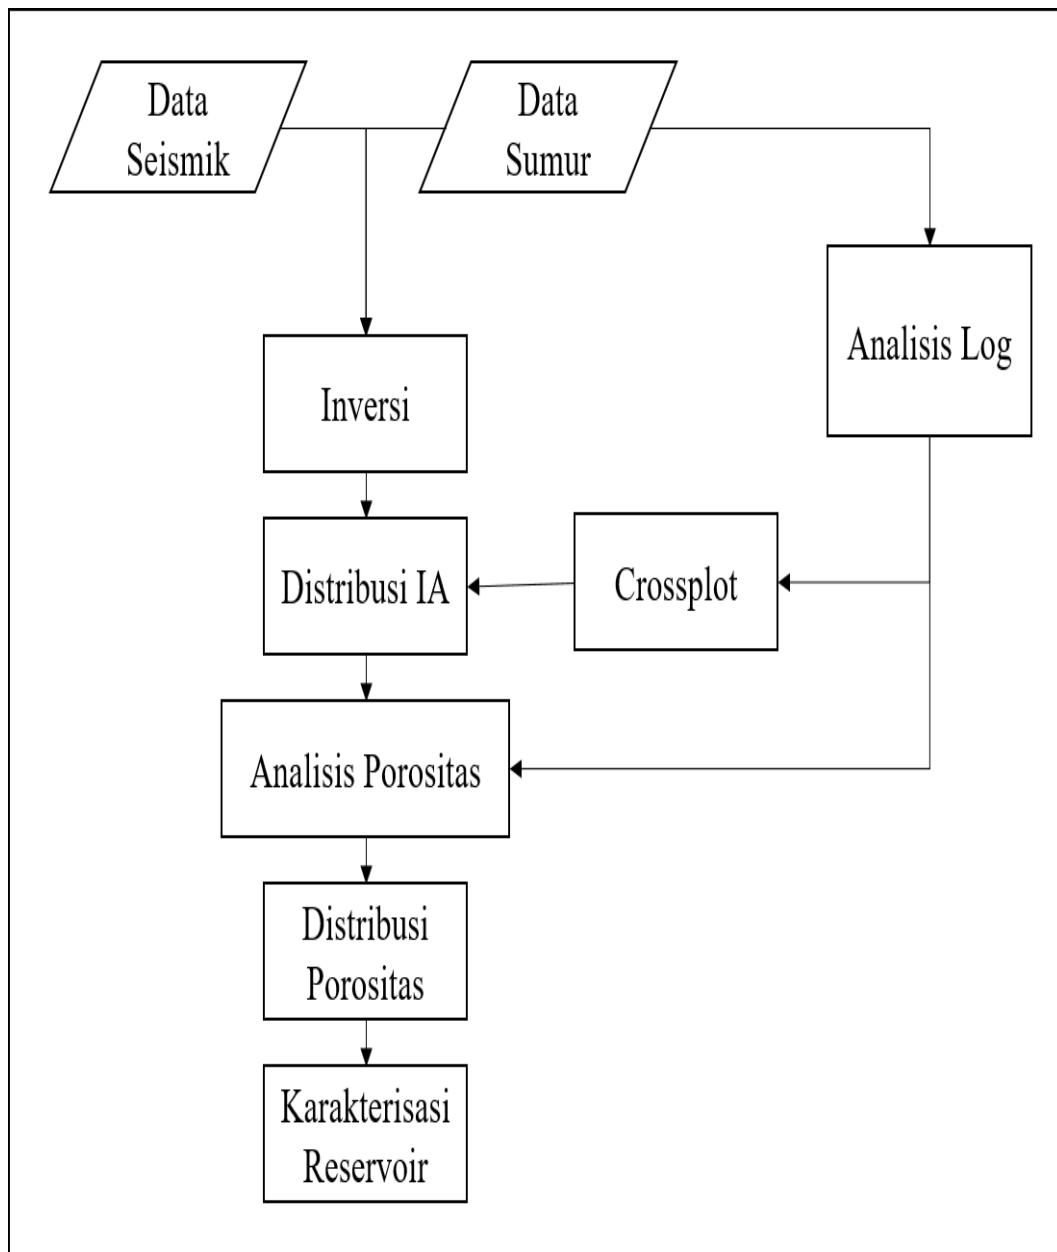 Data
Seismik
Data
Sumur
Analisis Log
Inversi
Distribusi IA
Crossplot
Analisis Porositas
Distribusi
Porositas
Karakterisasi
Reservoir